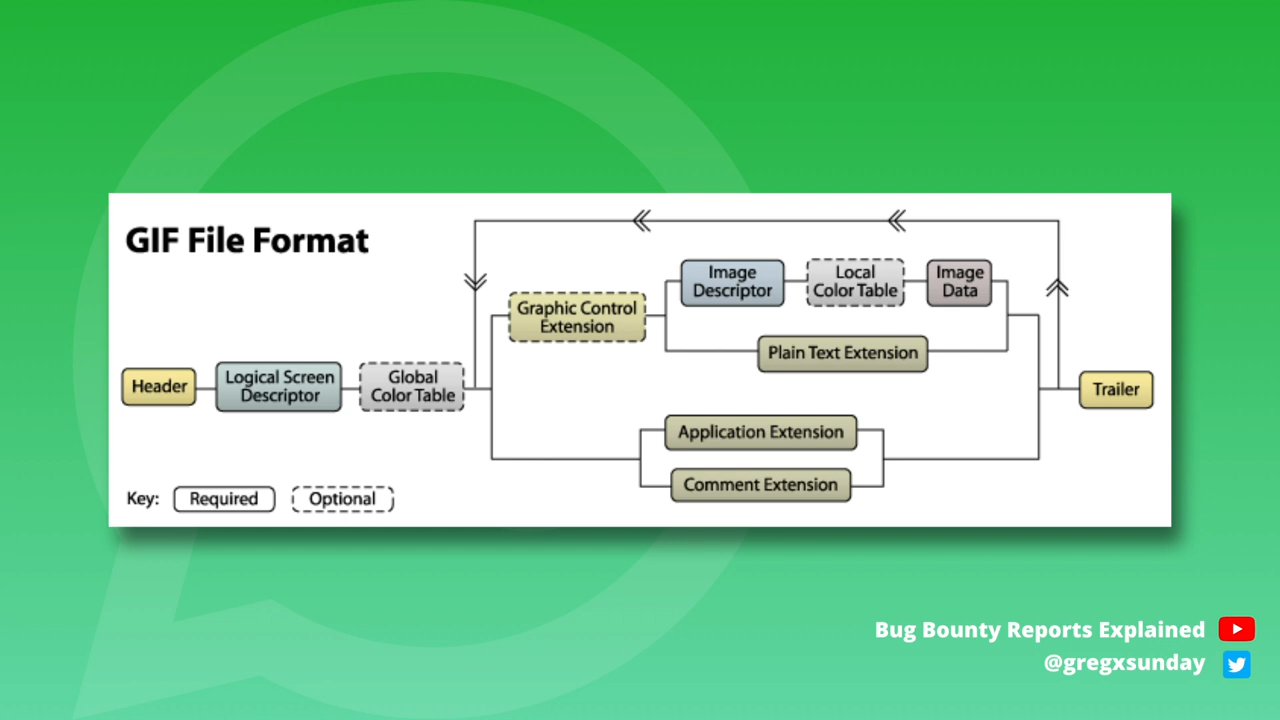 GIF File Format
Image
Descriptor
Local
Color Table
Image
Data
Graphic Control
Extension
Plain Text Extension
Header
Logical Screen
Descriptor
Global
Color Table
Trailer
Application Extension
Comment Extension
Key:
Required
Optional
Bug Bounty Reports Explained
@gregxsunday